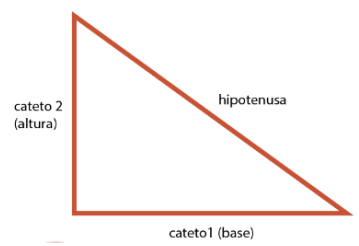 cateto 2
(altura)
hipotenusa
cateto1 (base)